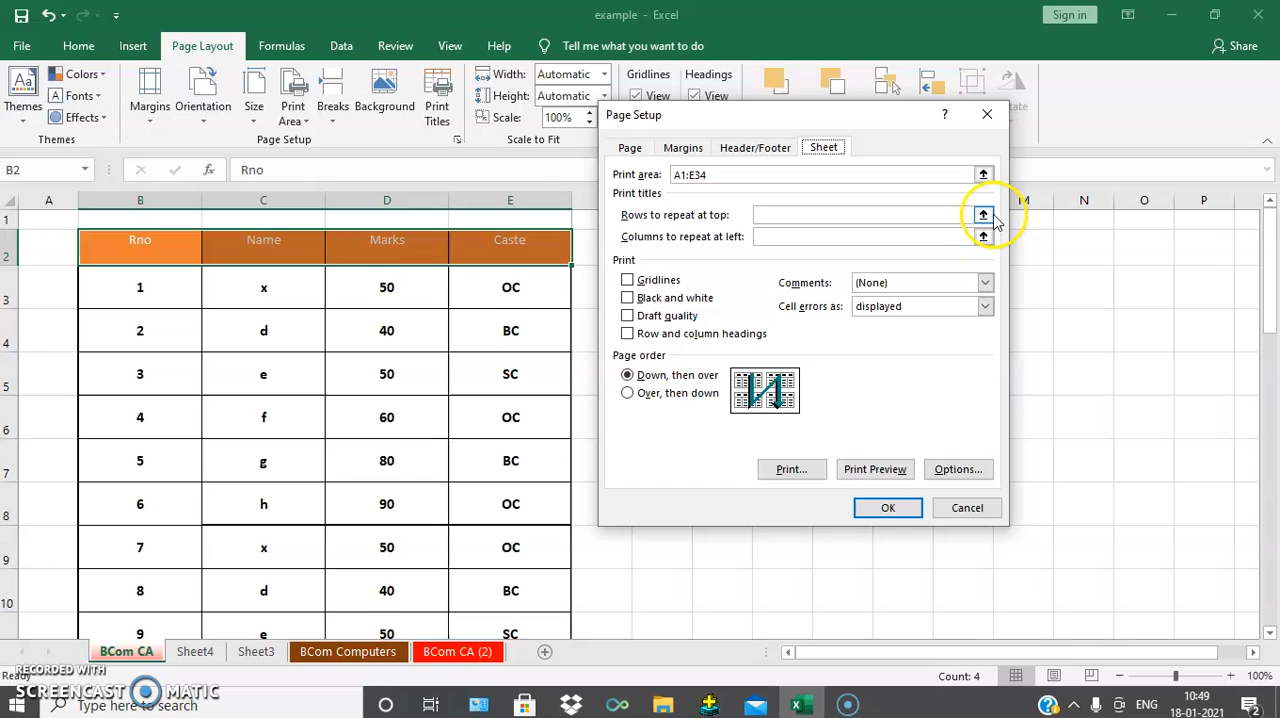 example - Excel
Sign in
File Home Insert Page Layout Formulas Data Review View Help Tell me what you want to do Share
Themes
Colors
Fonts
Effects
Margins
Orientation
Size
Print Area
Breaks
Background
Print Titles
Width: Automatic
Height: Automatic
Scale: 100%
Gridlines
View
Headings
View
Themes
Page Setup
Scale to Fit
B2
fx
Rno
A B C D E M N O P
1
2 Rno Name Marks Caste
3 1 x 50 OC
4 2 d 40 BC
5 3 e 50 SC
6 4 f 60 OC
7 5 g 80 BC
8 6 h 90 OC
9 7 x 50 OC
10 8 d 40 BC
9 e 50 SC
Page Setup
?
Page Margins Header/Footer Sheet
Print area: A1:E34
Print titles
Rows to repeat at top:
Columns to repeat at left:
Print
Gridlines
Black and white
Draft quality
Row and column headings
Comments: (None)
Cell errors as: displayed
Page order
Down, then over
Over, then down
Print... Print Preview Options...
OK Cancel
BCom CA Sheet4 Sheet3 BCom Computers BCom CA (2)
Ready
Count: 4
100%
RECORDED WITH
SCREENCAST MATIC
Type here to search
10:49
18-01-2021
2